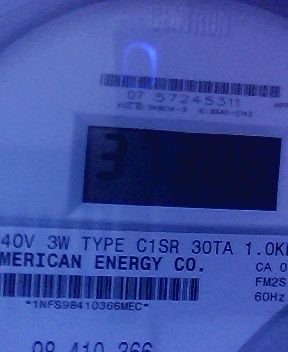 CENTRON
07 57245311
3
40V 3W TYPE C1SR 30TA 1.0K
MERICAN ENERGY CO.
CA 0
FM2S
60Hz
*1NFS98410366MEC*
98 410 366